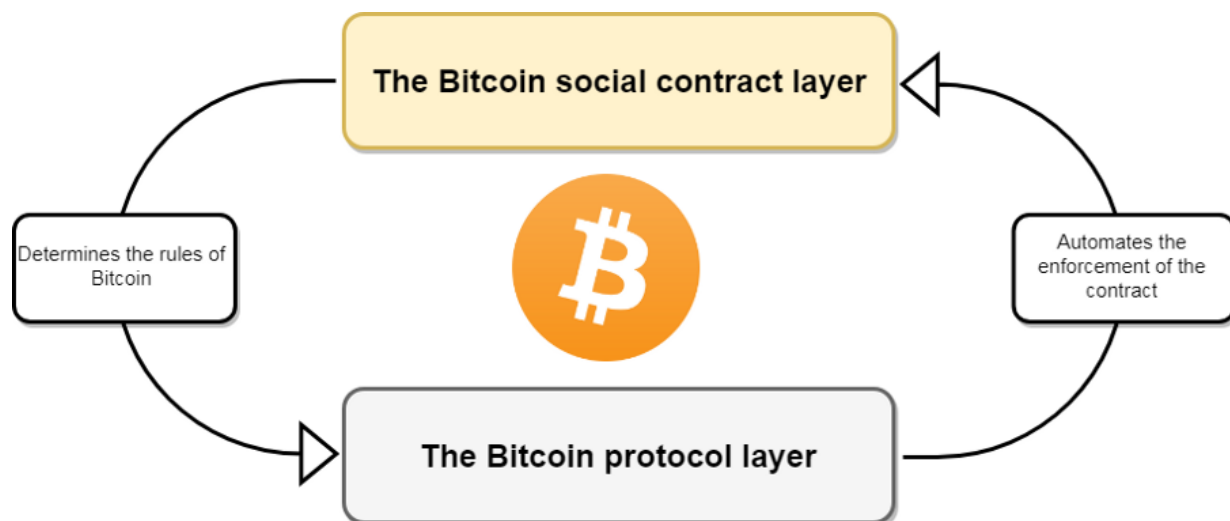 The Bitcoin social contract layer
Determines the rules of
Bitcoin
Automates the
enforcement of the
contract
The Bitcoin protocol layer